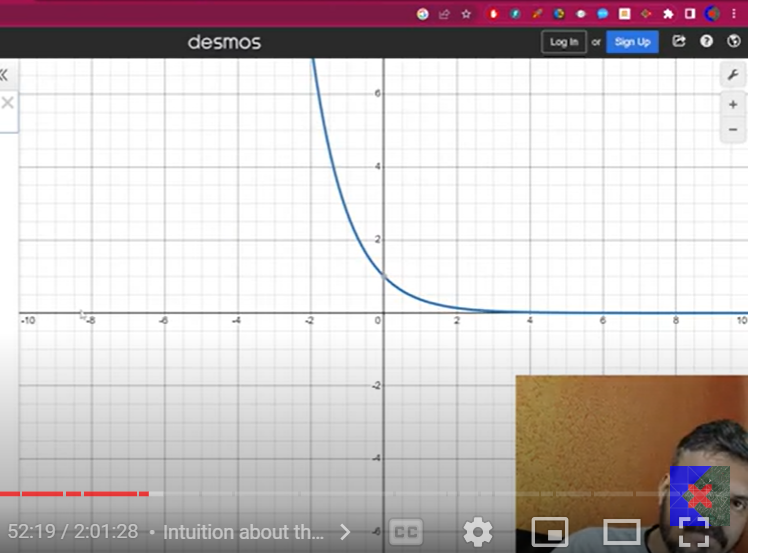 desmos
Log In or Sign Up
6
4
2
-10 -8 -6 -4 -2 0 2 4 6 8 10
-2
-4
-6
52:19 / 2:01:28 • Intuition about th...
CC